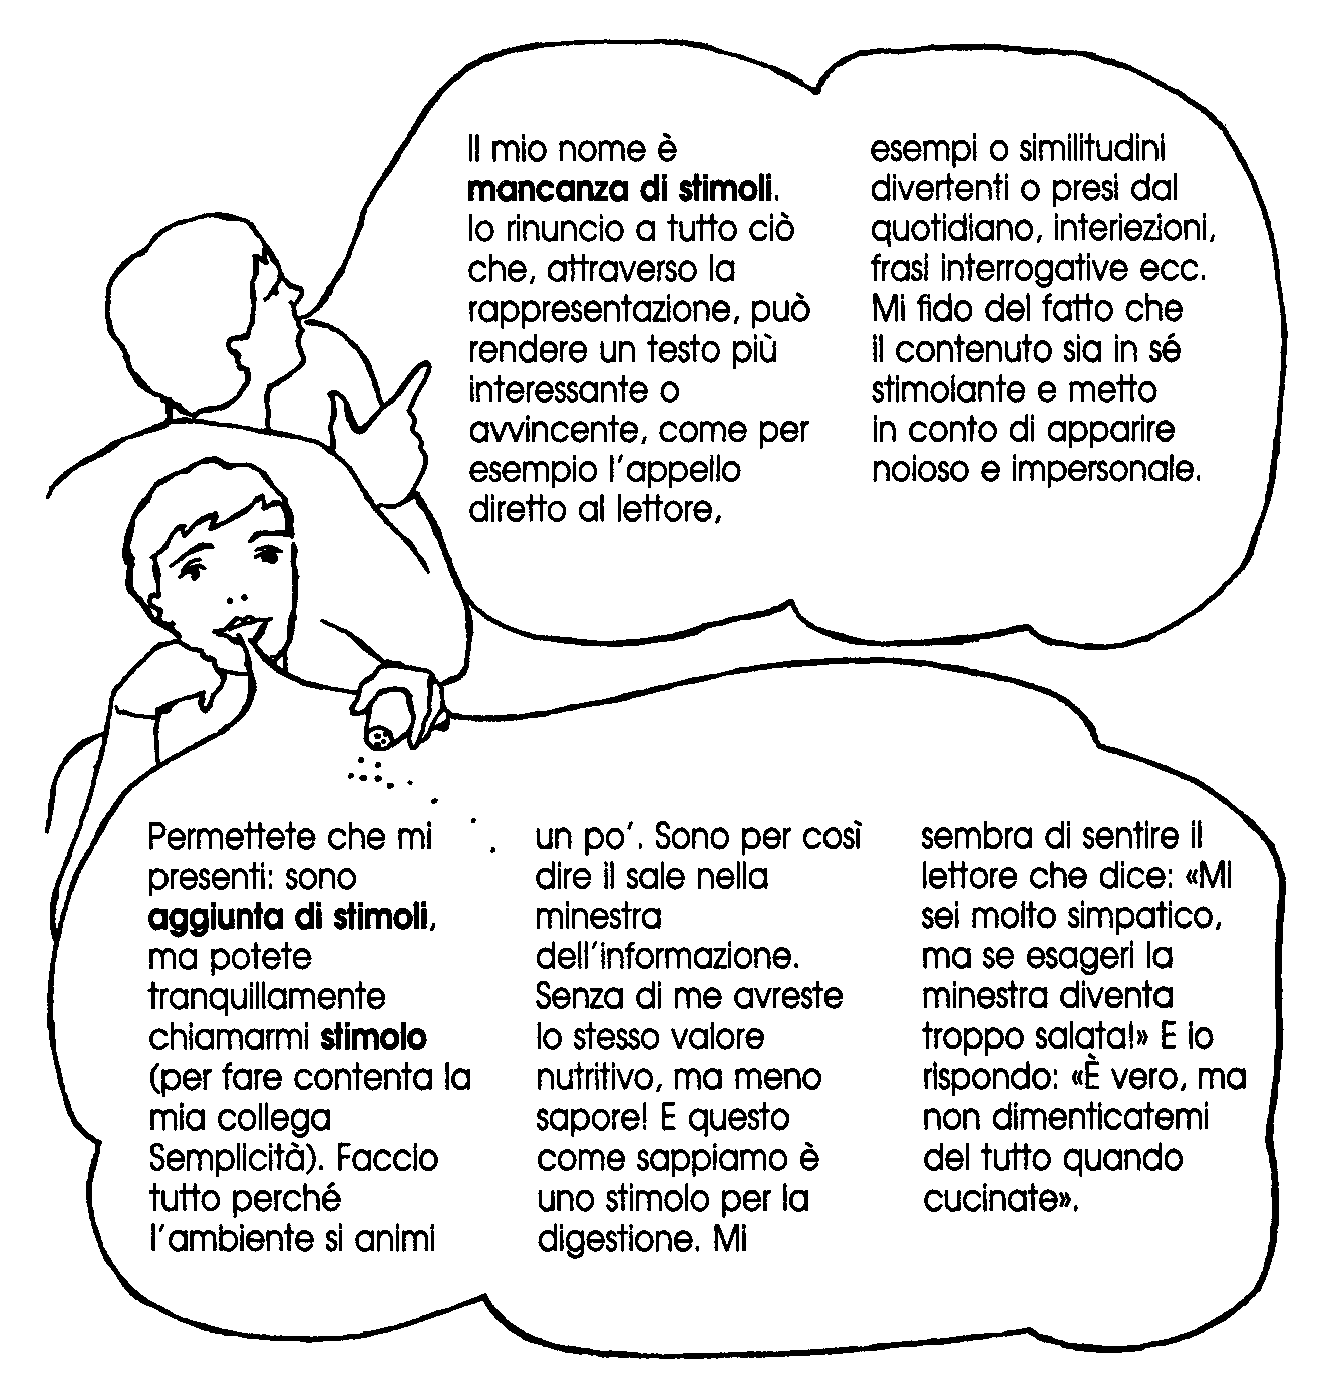 Il mio nome è
mancanza di stimoli.
Io rinuncio a tutto ciò
che, attraverso la
rappresentazione, può
rendere un testo più
interessante o
avvincente, come per
esempio l'appello
diretto al lettore,
esempi o similitudini
divertenti o presi dal
quotidiano, interiezioni,
frasi interrogative ecc.
Mi fido del fatto che
il contenuto sia in sé
stimolante e metto
in conto di apparire
noioso e impersonale.
Permettete che mi
presenti: sono
aggiunta di stimoli,
ma potete
tranquillamente
chiamarmi stimolo
(per fare contenta la
mia collega
Semplicità). Faccio
tutto perché
l'ambiente si animi
un po'. Sono per così
dire il sale nella
minestra
dell'informazione.
Senza di me avreste
lo stesso valore
nutritivo, ma meno
sapore! E questo
come sappiamo è
uno stimolo per la
digestione. Mi
sembra di sentire il
lettore che dice: «Mi
sei molto simpatico,
ma se esageri la
minestra diventa
troppo salata!» E io
rispondo: «È vero, ma
non dimenticatemi
del tutto quando
cucinate».